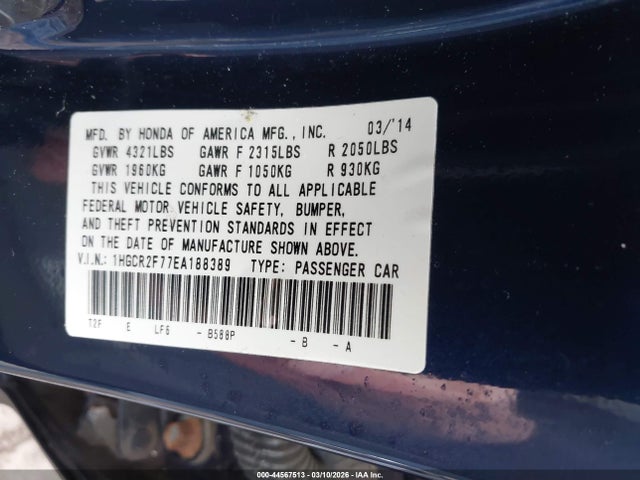 MFD. BY HONDA OF AMERICA MFG., INC. 03/'14
GVWR 4321LBS GAWR F 2315LBS R 2050LBS
GVWR 1960KG GAWR F 1050KG R 930KG
THIS VEHICLE CONFORMS TO ALL APPLICABLE
FEDERAL MOTOR VEHICLE SAFETY, BUMPER,
AND THEFT PREVENTION STANDARDS IN EFFECT
ON THE DATE OF MANUFACTURE SHOWN ABOVE.
V.I.N.: 1HGCR2F77EA188389 TYPE: PASSENGER CAR
T2F E LF6 - B588P - B - A
000-44567513 - 03/10/2026 - IAA Inc.